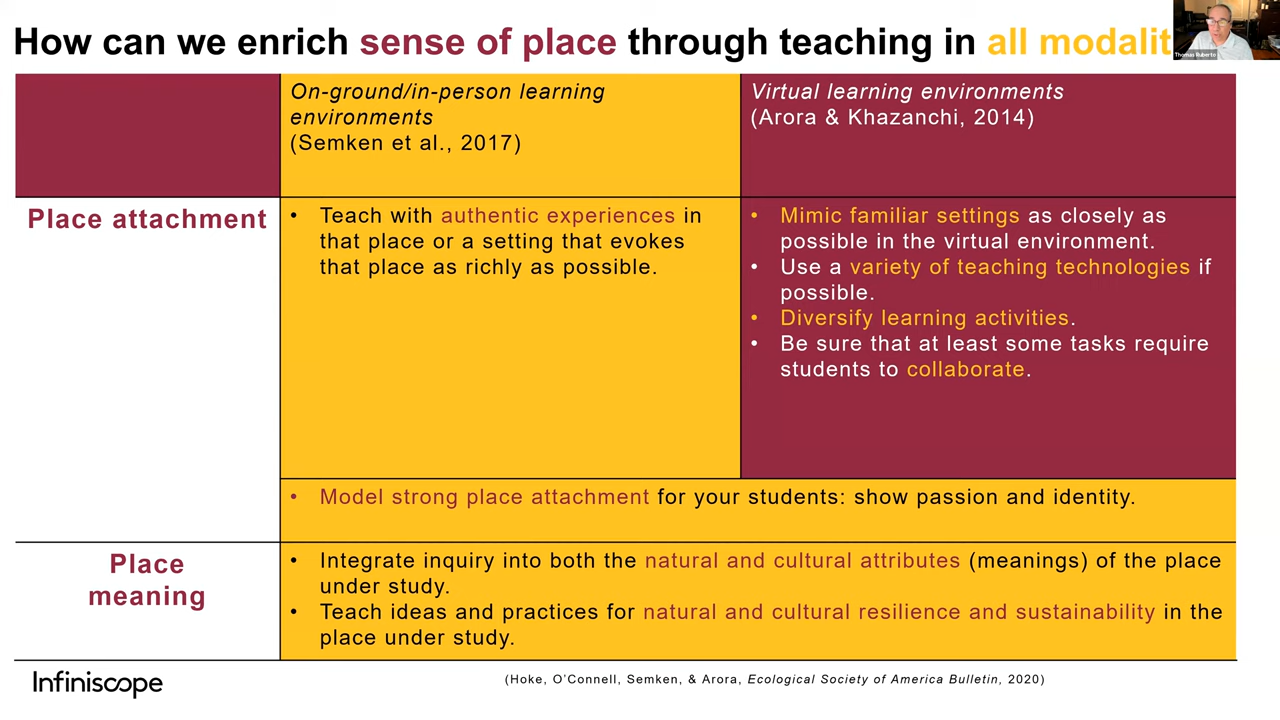 How can we enrich sense of place through teaching in all modalit
Thomas Ruberto
On-ground/in-person learning
environments
(Semken et al., 2017)
Virtual learning environments
(Arora & Khazanchi, 2014)
Place attachment
• Teach with authentic experiences in
that place or a setting that evokes
that place as richly as possible.
• Mimic familiar settings as closely as
possible in the virtual environment.
• Use a variety of teaching technologies if
possible.
• Diversify learning activities.
• Be sure that at least some tasks require
students to collaborate.
• Model strong place attachment for your students: show passion and identity.
Place
meaning
• Integrate inquiry into both the natural and cultural attributes (meanings) of the place
under study.
• Teach ideas and practices for natural and cultural resilience and sustainability in the
place under study.
Infiniscope
(Hoke, O’Connell, Semken, & Arora, Ecological Society of America Bulletin, 2020)